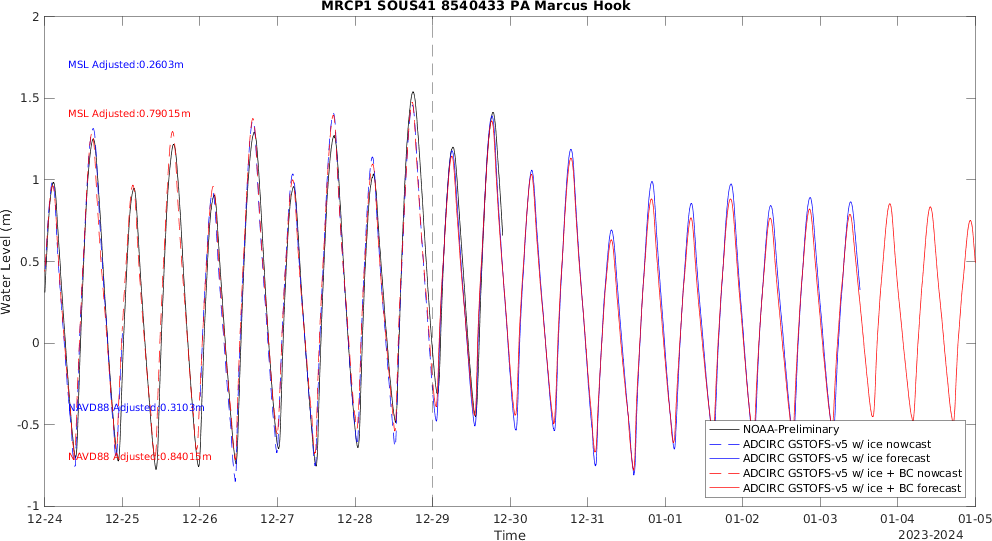 MRCP1 SOUS41 8540433 PA Marcus Hook
2
1.5
1
0.5
0
-0.5
-1
Water Level (m)
MSL Adjusted:0.2603m
MSL Adjusted:0.79015m
NAVD88 Adjusted:0.3103m
NAVD88 Adjusted:0.84015m
NOAA-Preliminary
ADCIRC GSTOFS-v5 w/ ice nowcast
ADCIRC GSTOFS-v5 w/ ice forecast
ADCIRC GSTOFS-v5 w/ ice + BC nowcast
ADCIRC GSTOFS-v5 w/ ice + BC forecast
12-24 12-25 12-26 12-27 12-28 12-29 12-30 12-31 01-01 01-02 01-03 01-04 01-05
Time
2023-2024